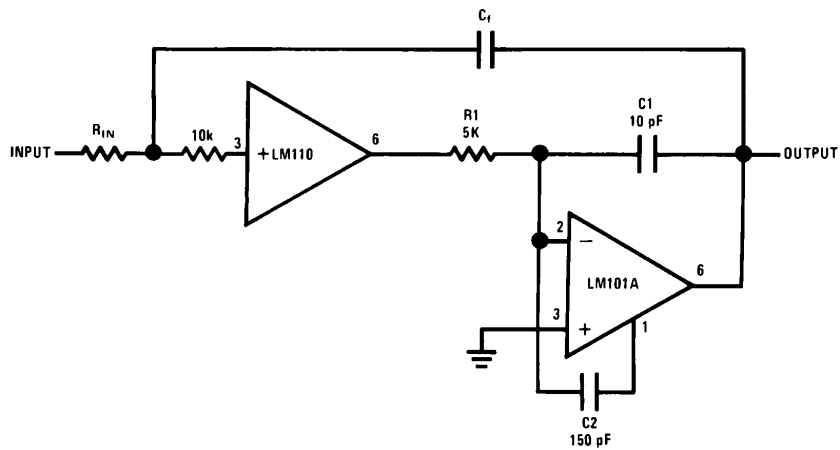 Cf
C1
10 pF
RIN
10k
R1
5K
INPUT
3
+LM110
6
OUTPUT
2
−
LM101A
6
3
+
1
C2
150 pF